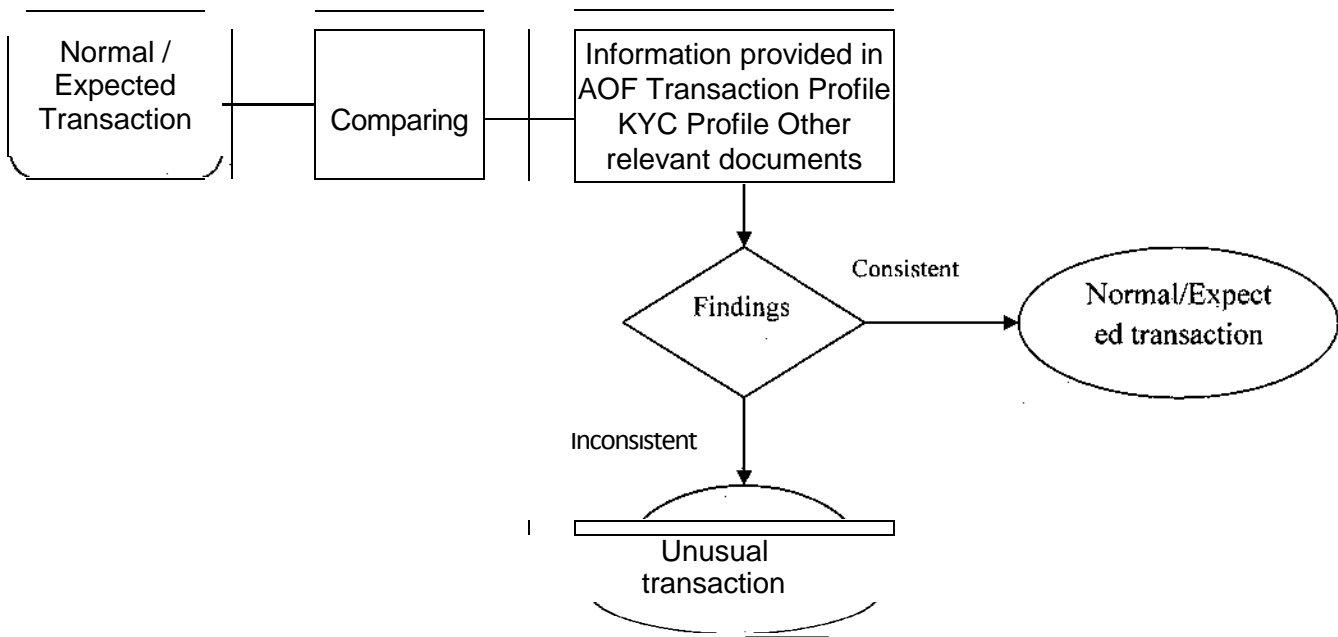 Normal /
Expected
Transaction
Comparing
Information provided in
AOF Transaction Profile
KYC Profile Other
relevant documents
Findings
Consistent
Normal/Expect
ed transaction
Inconsistent
Unusual
transaction